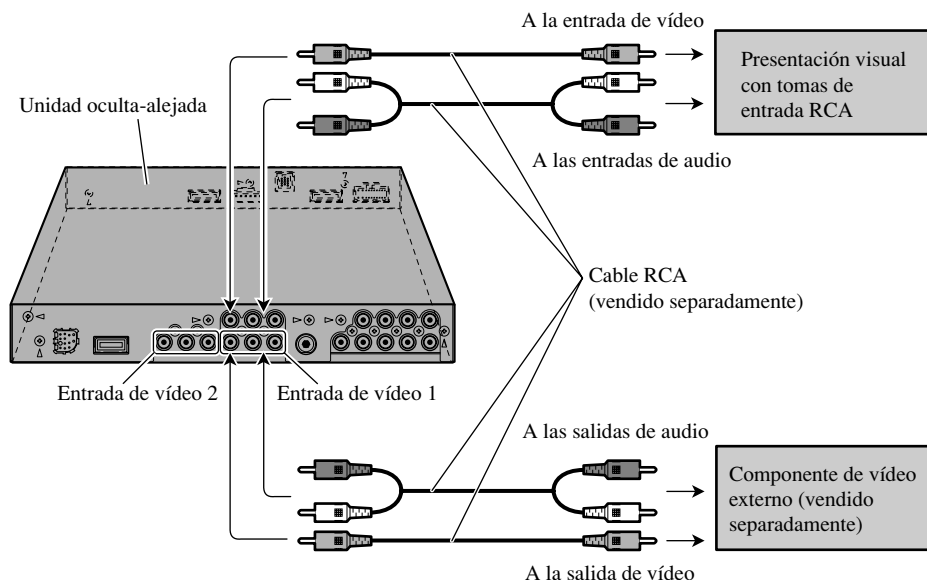 A la entrada de vídeo
Presentación visual
con tomas de
entrada RCA
Unidad oculta-alejada
A las entradas de audio
Cable RCA
(vendido separadamente)
Entrada de vídeo 2
Entrada de vídeo 1
A las salidas de audio
Componente de vídeo
externo (vendido
separadamente)
A la salida de vídeo